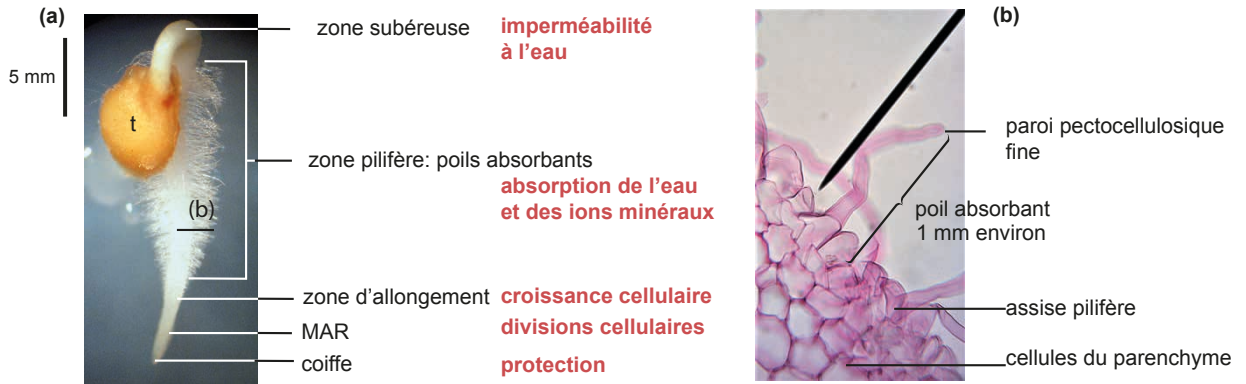 (a)
5 mm
t
(b)
zone subéreuse
imperméabilité
à l'eau
zone pilifère: poils absorbants
absorption de l'eau
et des ions minéraux
zone d'allongement
croissance cellulaire
MAR
divisions cellulaires
coiffe
protection
(b)
paroi pectocellulosique
fine
poil absorbant
1 mm environ
assise pilifère
cellules du parenchyme